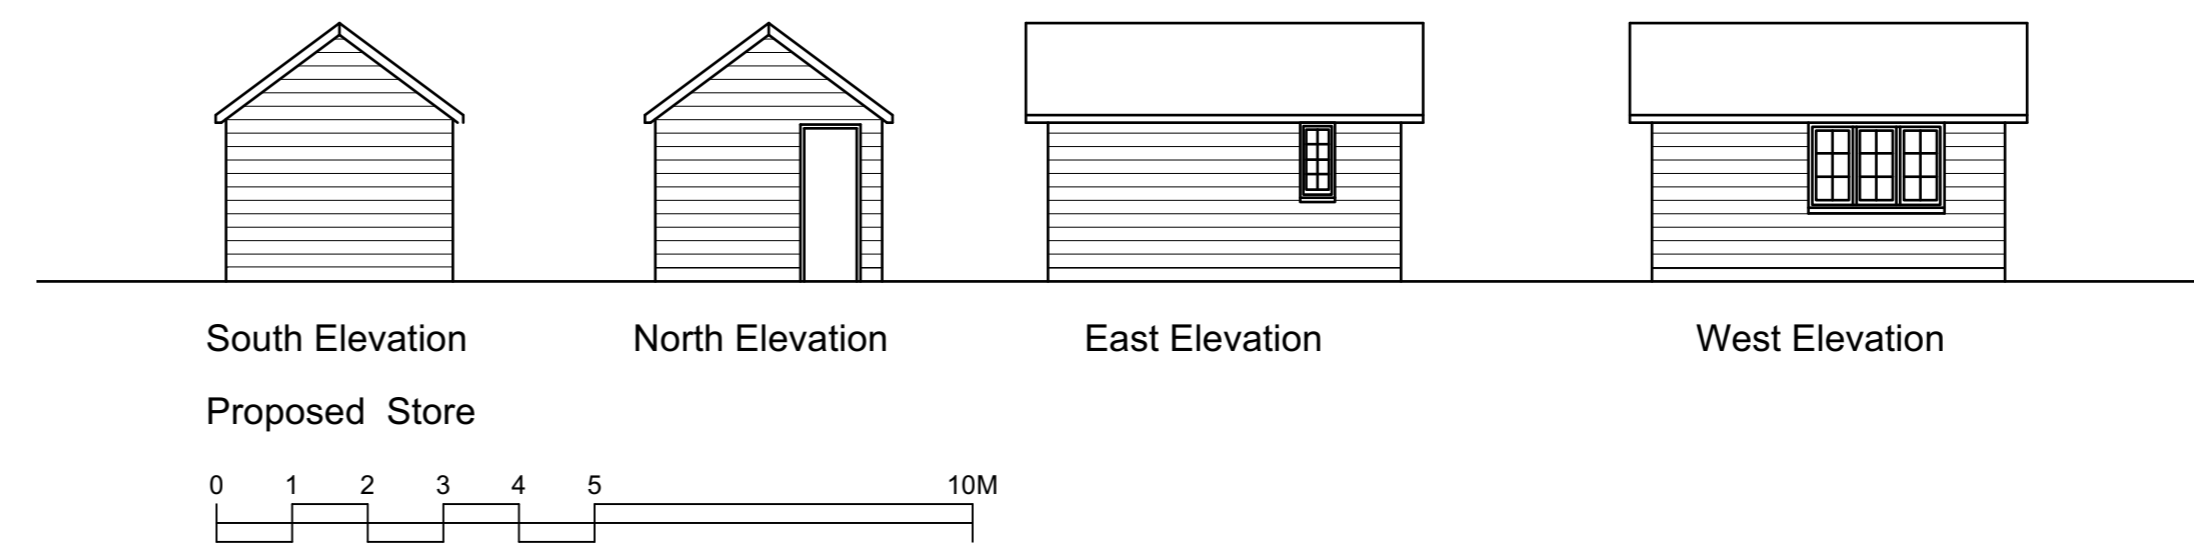 South Elevation North Elevation East Elevation West Elevation
Proposed Store
0 1 2 3 4 5 10M